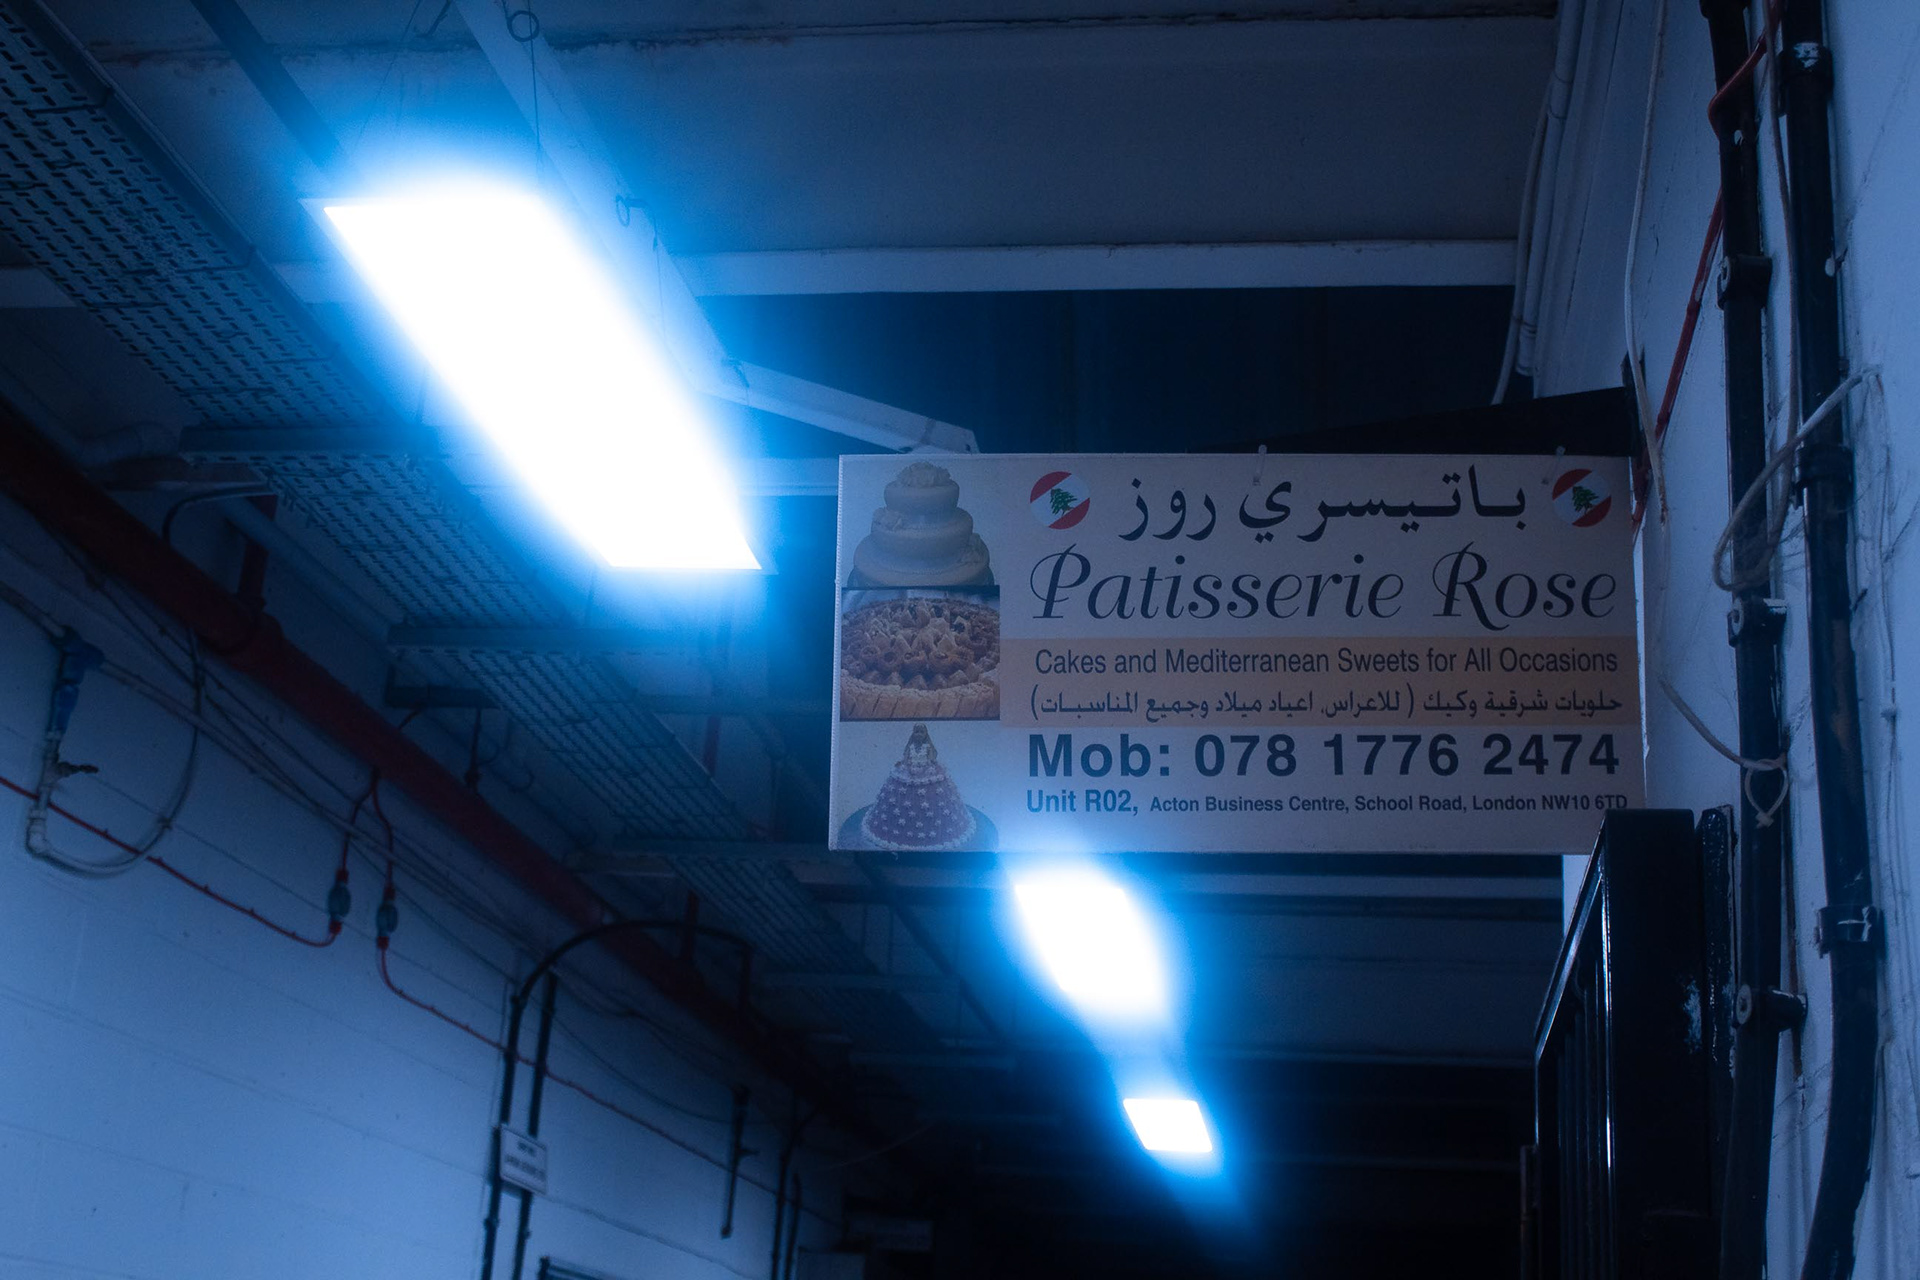 باتيسري روز
Patisserie Rose
Cakes and Mediterranean Sweets for All Occasions
حلويات شرقية وكيك ( للاعراس, اعياد ميلاد وجميع المناسبات)
Mob: 078 1776 2474
Unit R02, Acton Business Centre, School Road, London NW10 6TD